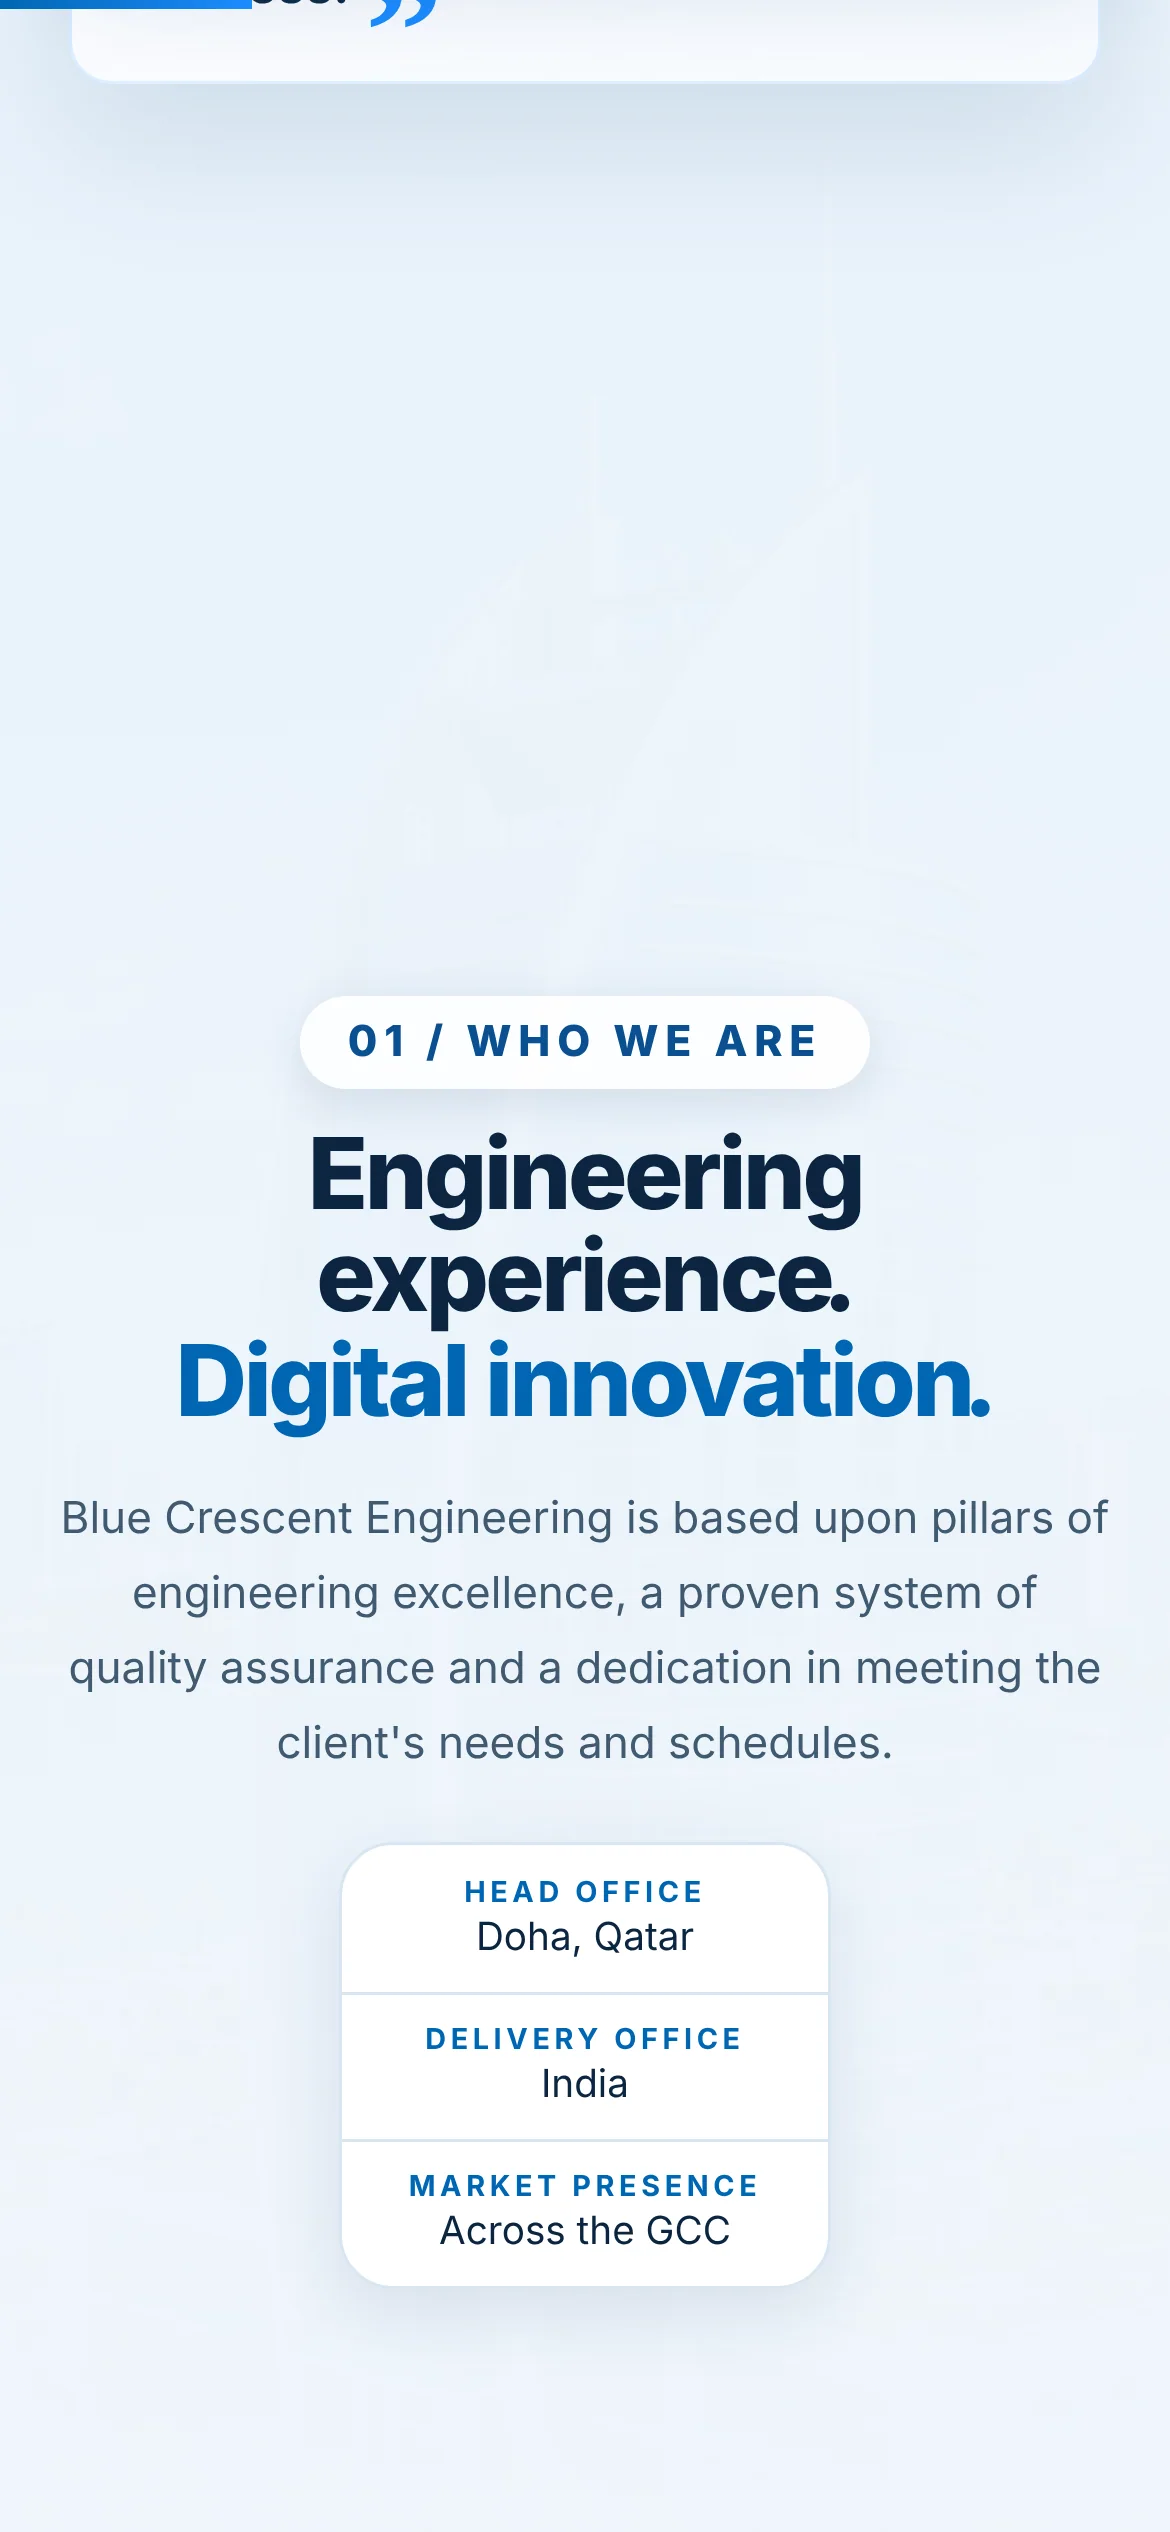 ”
01 / WHO WE ARE
Engineering
experience.
Digital innovation.
Blue Crescent Engineering is based upon pillars of
engineering excellence, a proven system of
quality assurance and a dedication in meeting the
client's needs and schedules.
HEAD OFFICE
Doha, Qatar
DELIVERY OFFICE
India
MARKET PRESENCE
Across the GCC